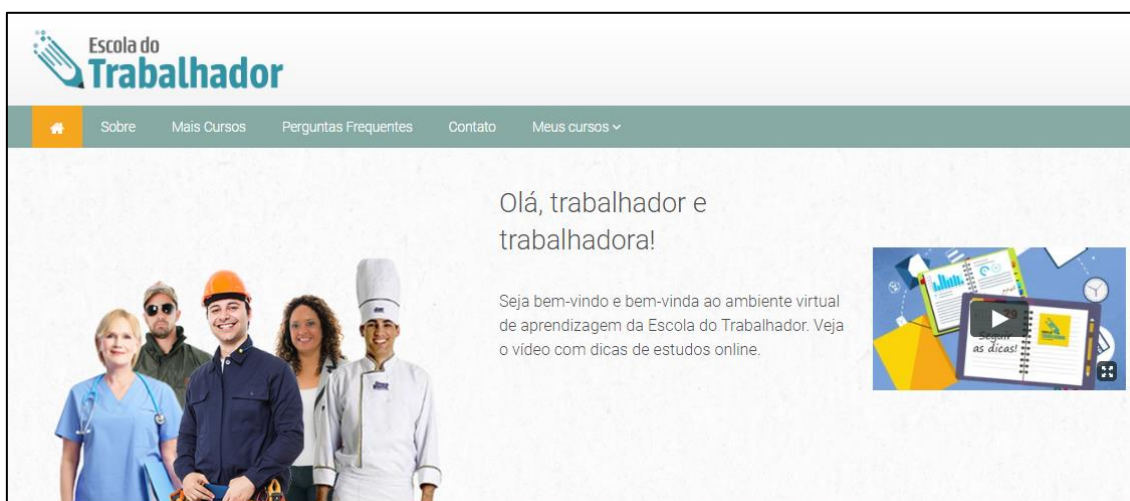 Escola do
Trabalhador
Sobre
Mais Cursos
Perguntas Frequentes
Contato
Meus cursos
Olá, trabalhador e
trabalhadora!
Seja bem-vindo e bem-vinda ao ambiente virtual
de aprendizagem da Escola do Trabalhador. Veja
o vídeo com dicas de estudos online.
Seguir
as dicas!